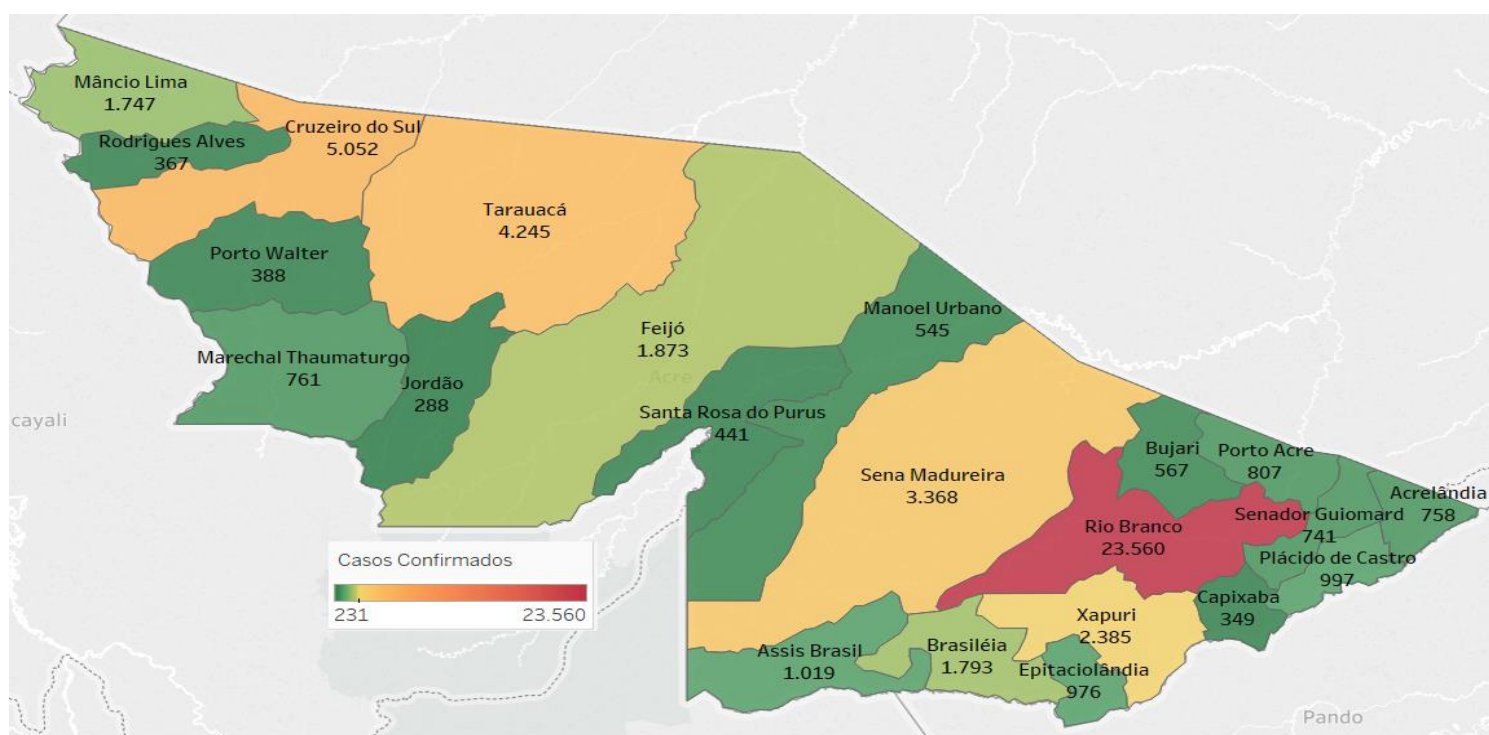 Mâncio Lima
1.747
Rodrigues Alves
367
Cruzeiro do Sul
5.052
Tarauacá
4.245
Porto Walter
388
Marechal Thaumaturgo
761
Jordão
288
Feijó
1.873
Acre
Manoel Urbano
545
Santa Rosa do Purus
441
cayali
Sena Madureira
3.368
Bujari
567
Porto Acre
807
Acrelândia
758
Rio Branco
23.560
Senador Guiomard
741
Plácido de Castro
997
Capixaba
349
Xapuri
2.385
Assis Brasil
1.019
Brasiléia
1.793
Epitaciolândia
976
Casos Confirmados
231 23.560
Pando